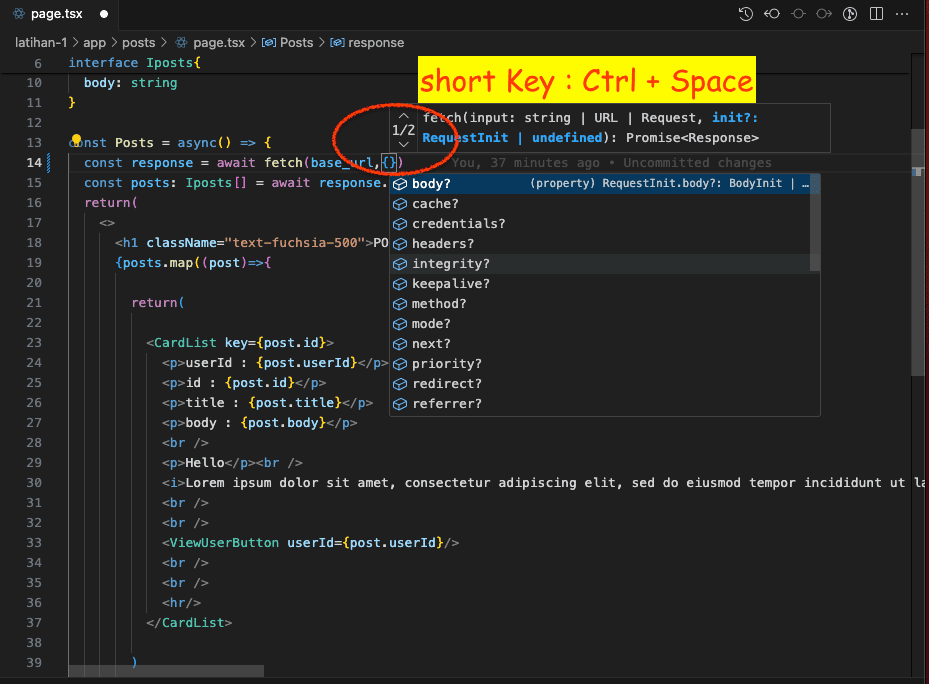 page.tsx
latihan-1 > app > posts > page.tsx > Posts > response
short Key : Ctrl + Space
6 interface Iposts{
10 body: string
11 }
12
1/2 fetch(input: string | URL | Request, init?:
RequestInit | undefined): Promise<Response>
13 const Posts = async() => {
14 const response = await fetch(base_url,{}) You, 37 minutes ago • Uncommitted changes
15 const posts: Iposts[] = await response.
body? (property) RequestInit.body?: BodyInit | …
cache?
credentials?
headers?
integrity?
keepalive?
method?
mode?
next?
priority?
redirect?
referrer?
16 return(
17 <>
18 <h1 className="text-fuchsia-500">PO
19 {posts.map((post)=>{
20
21 return(
22
23 <CardList key={post.id}>
24 <p>userId : {post.userId}</p>
25 <p>id : {post.id}</p>
26 <p>title : {post.title}</p>
27 <p>body : {post.body}</p>
28 <br />
29 <p>Hello</p><br />
30 <i>Lorem ipsum dolor sit amet, consectetur adipiscing elit, sed do eiusmod tempor incididunt ut la
31 <br />
32 <br />
33 <ViewUserButton userId={post.userId}/>
34 <br />
35 <br />
36 <hr/>
37 </CardList>
38
39 )